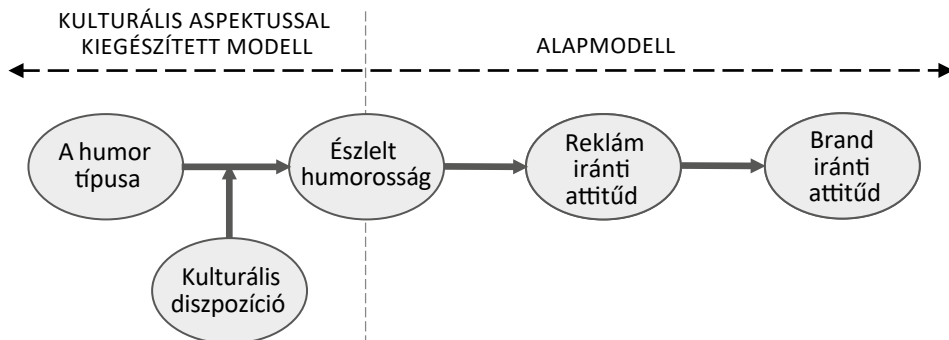 KULTURÁLIS ASPEKTUSSAL
KIEGÉSZÍTETT MODELL
ALAPMODELL
A humor
típusa
Észlelt
humorosság
Reklám
iránti
attitűd
Brand
iránti
attitűd
Kulturális
diszpozíció